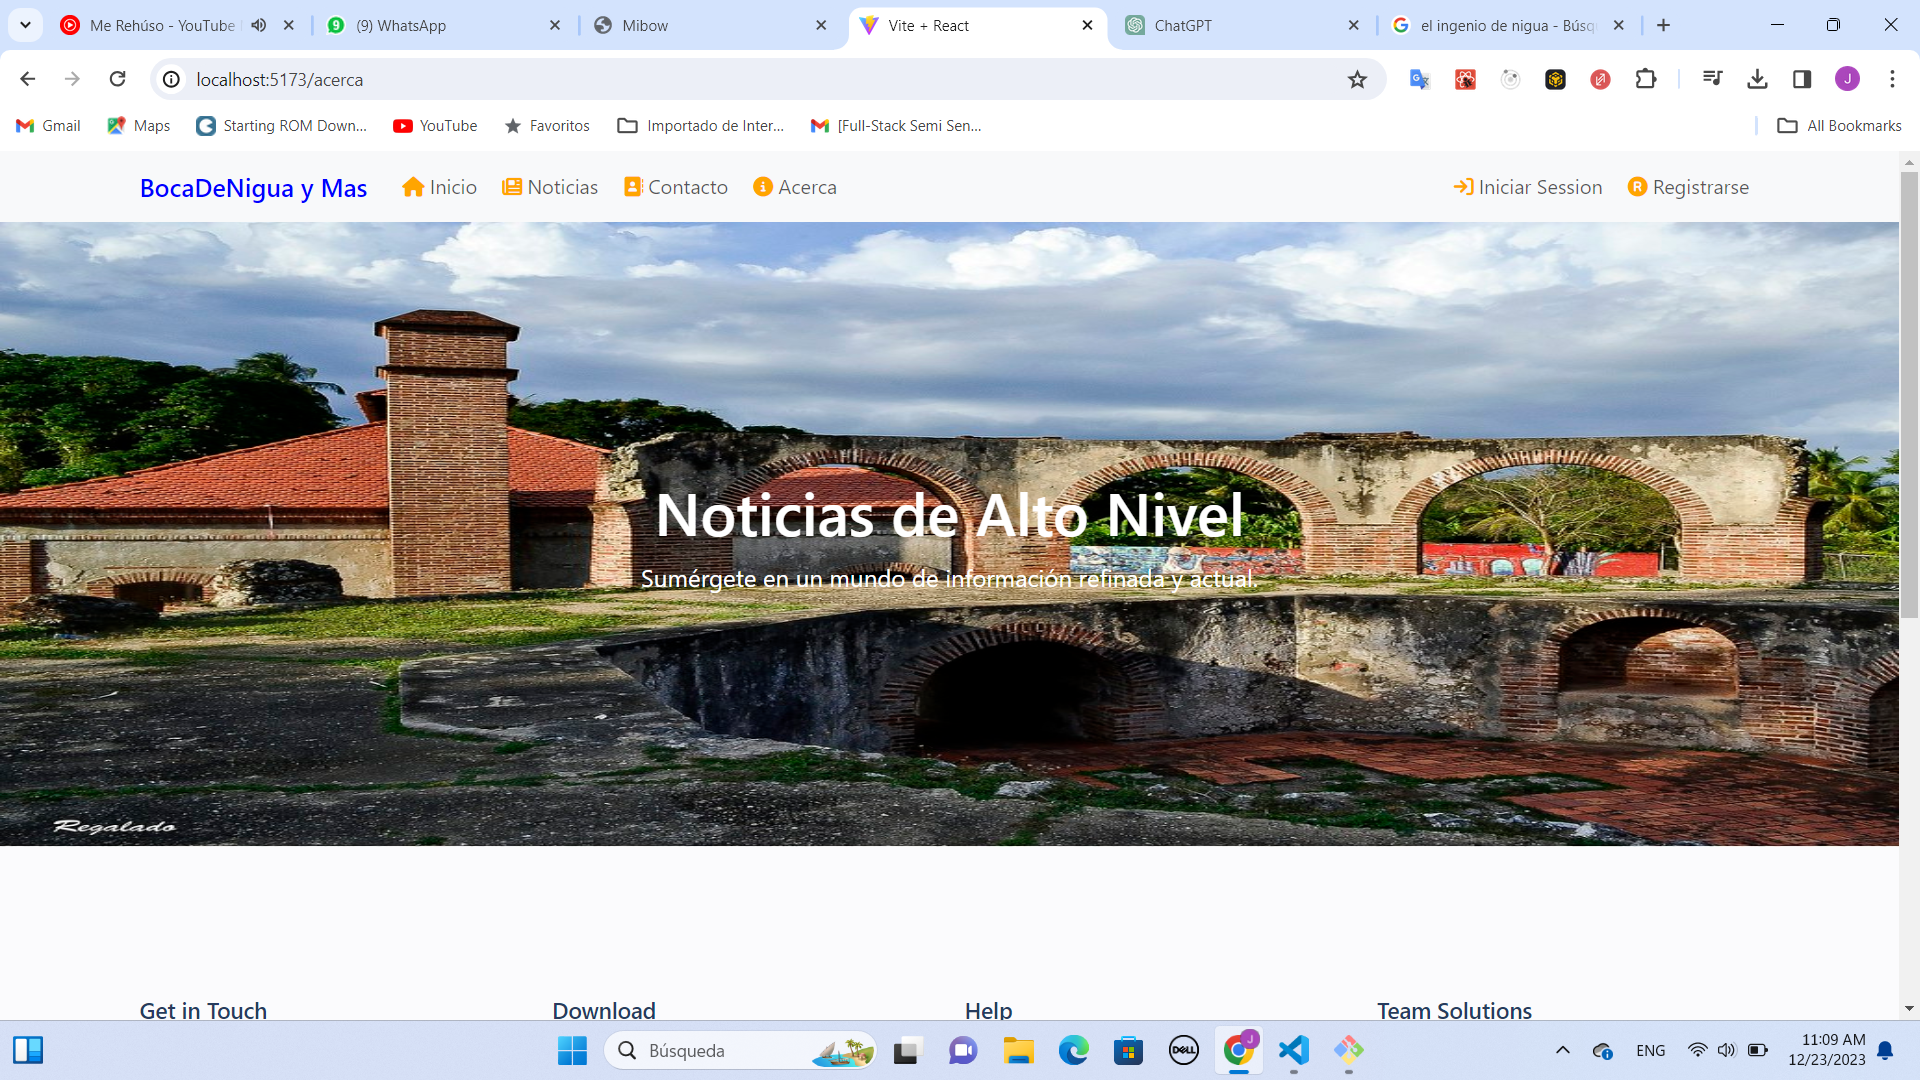 Me Rehúso - YouTube
(9) WhatsApp
Mibow
Vite + React
ChatGPT
el ingenio de nigua - Búsq
localhost:5173/acerca
Gmail
Maps
Starting ROM Down...
YouTube
Favoritos
Importado de Inter...
[Full-Stack Semi Sen...
All Bookmarks
BocaDeNigua y Mas
Inicio
Noticias
Contacto
Acerca
Iniciar Session
Registrarse
Noticias de Alto Nivel
Sumérgete en un mundo de información refinada y actual.
Regalado
Get in Touch
Download
Help
Team Solutions
Búsqueda
DELL
ENG
11:09 AM
12/23/2023